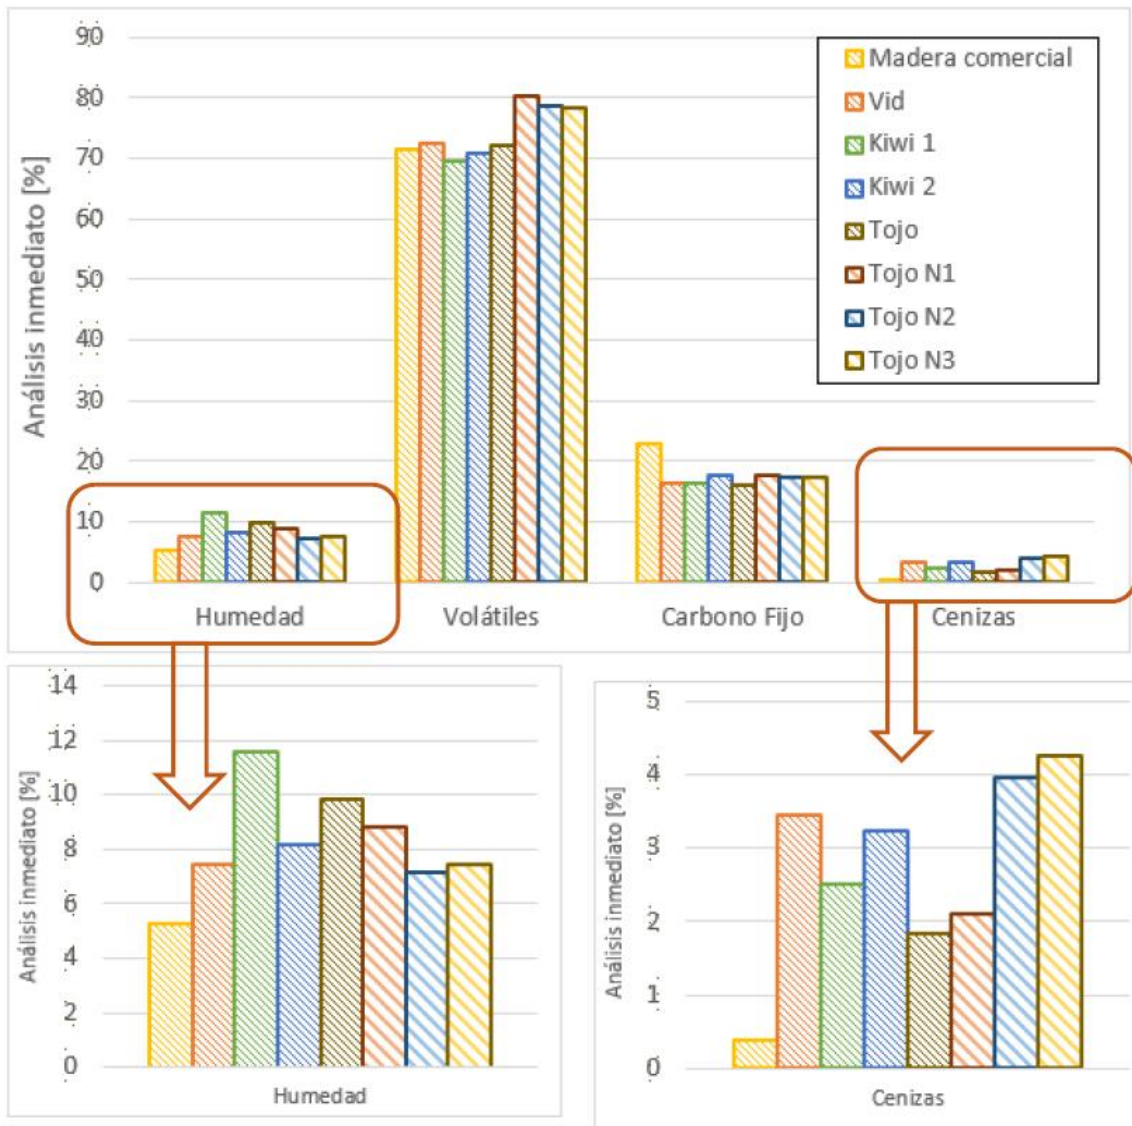 Análisis inmediato [%]
90
80
70
60
50
40
30
20
10
0
Humedad
Volátiles
Carbono Fijo
Cenizas
Madera comercial
Vid
Kiwi 1
Kiwi 2
Tojo
Tojo N1
Tojo N2
Tojo N3
Análisis inmediato [%]
14
12
10
8
6
4
2
0
Humedad
Análisis inmediato [%]
5
4
3
2
1
0
Cenizas